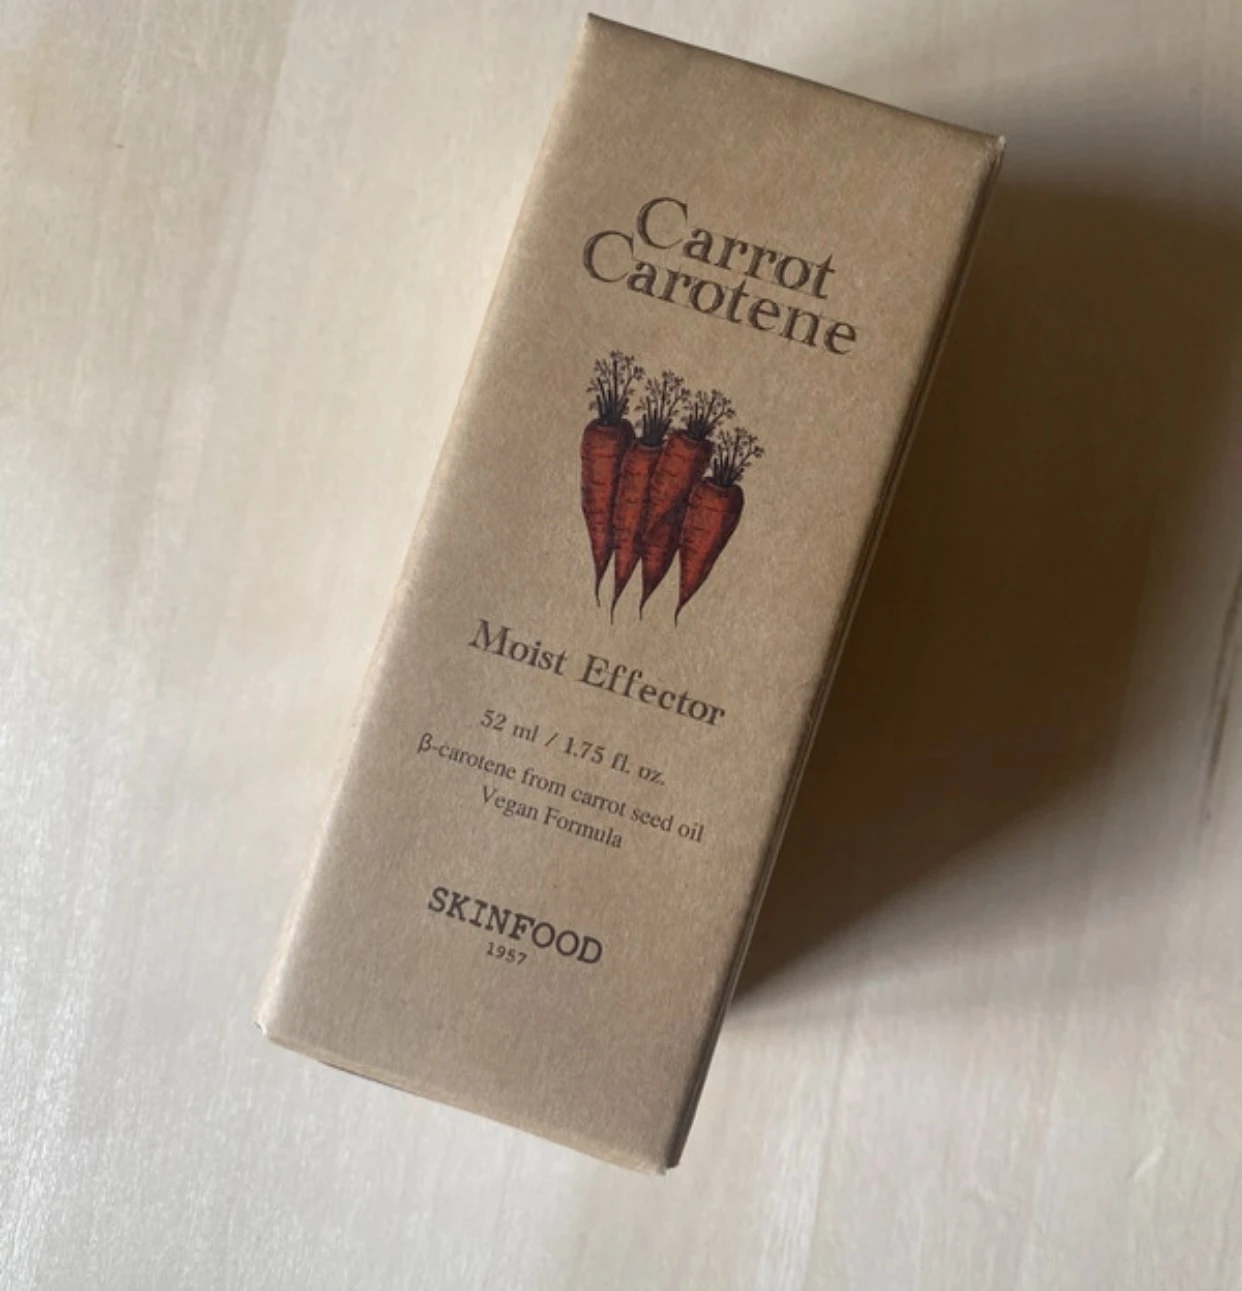 Carrot
Carotene
Moist Effector
52 ml / 1.75 fl. oz.
β-carotene from carrot seed oil
Vegan Formula
SKINFOOD
1957